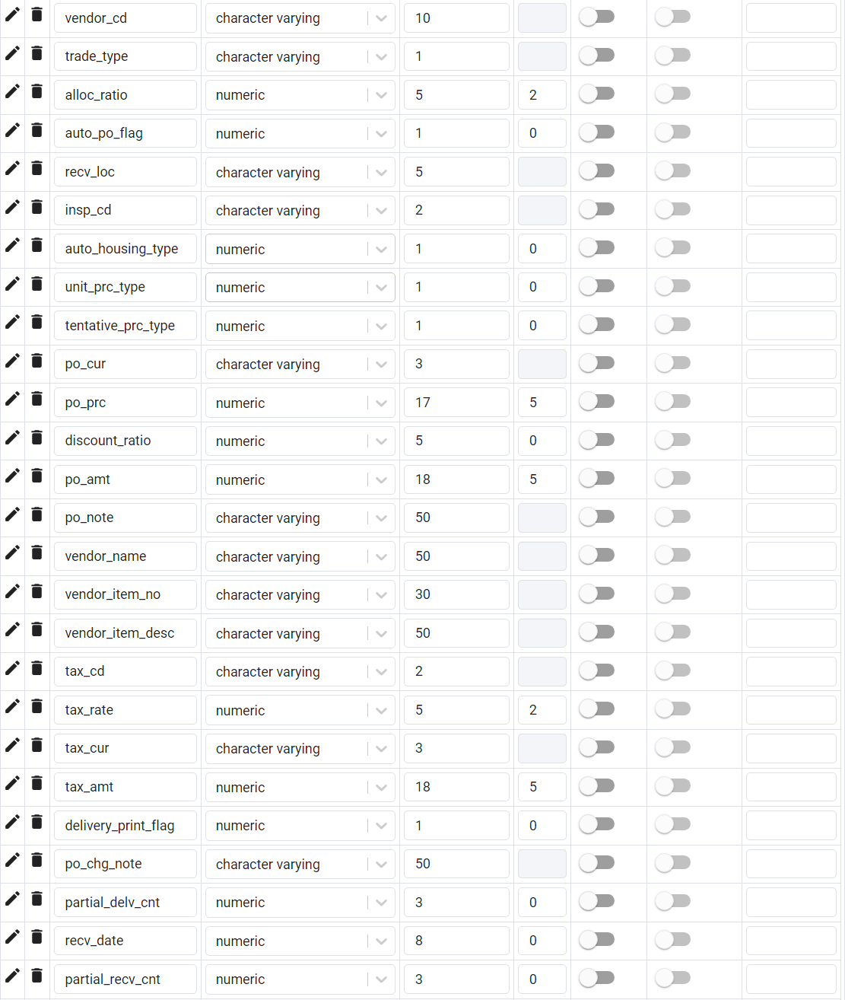 vendor_cd character varying 10
trade_type character varying 1
alloc_ratio numeric 5 2
auto_po_flag numeric 1 0
recv_loc character varying 5
insp_cd character varying 2
auto_housing_type numeric 1 0
unit_prc_type numeric 1 0
tentative_prc_type numeric 1 0
po_cur character varying 3
po_prc numeric 17 5
discount_ratio numeric 5 0
po_amt numeric 18 5
po_note character varying 50
vendor_name character varying 50
vendor_item_no character varying 30
vendor_item_desc character varying 50
tax_cd character varying 2
tax_rate numeric 5 2
tax_cur character varying 3
tax_amt numeric 18 5
delivery_print_flag numeric 1 0
po_chg_note character varying 50
partial_delv_cnt numeric 3 0
recv_date numeric 8 0
partial_recv_cnt numeric 3 0